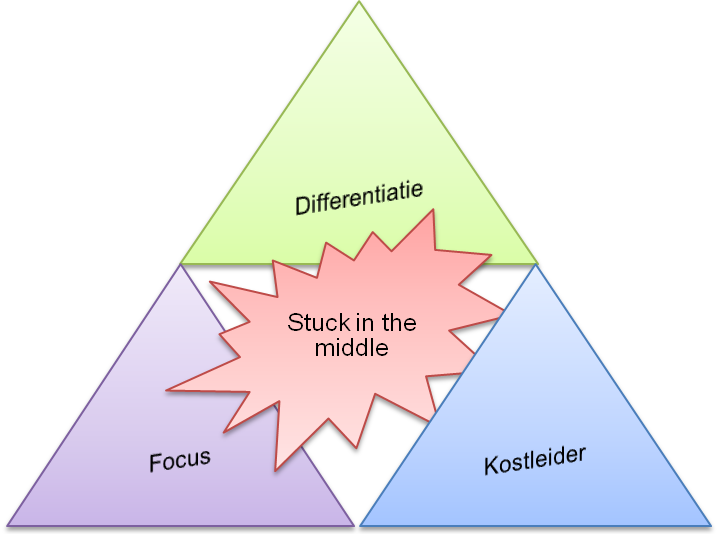 Differentiatie
Stuck in the
middle
Focus
Kostleider